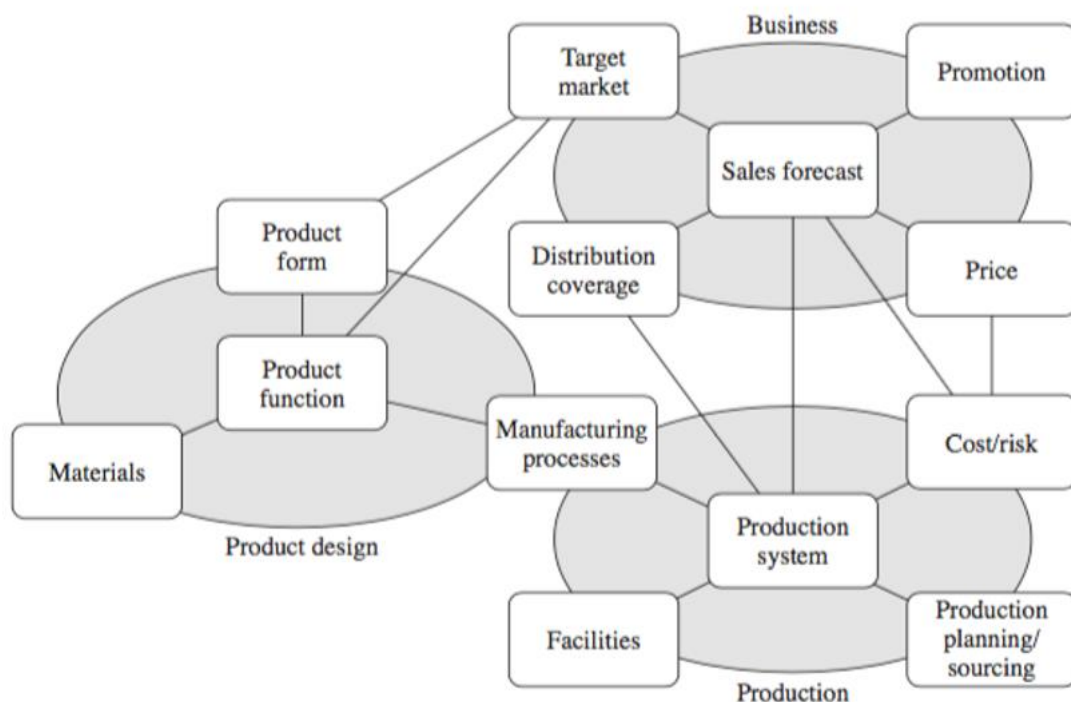 Business
Target
market
Promotion
Sales forecast
Product
form
Distribution
coverage
Price
Product
function
Manufacturing
processes
Cost/risk
Materials
Production
system
Product design
Facilities
Production
planning/
sourcing
Production